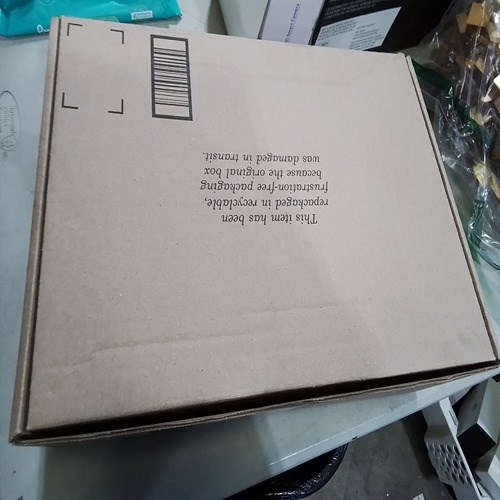 This item has been
repackaged in recyclable,
frustration-free packaging
because the original box
was damaged in transit.